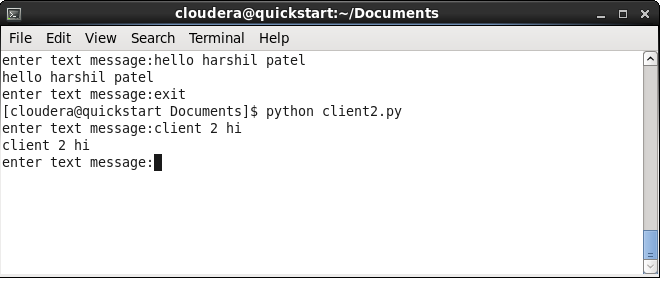 cloudera@quickstart:~/Documents
File Edit View Search Terminal Help
enter text message:hello harshil patel
hello harshil patel
enter text message:exit
[cloudera@quickstart Documents]$ python client2.py
enter text message:client 2 hi
client 2 hi
enter text message: